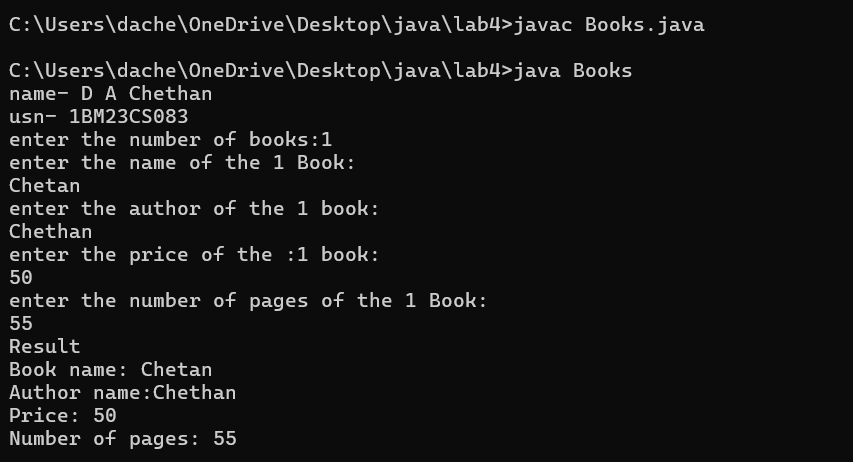 C:\Users\dache\OneDrive\Desktop\java\lab4>javac Books.java
C:\Users\dache\OneDrive\Desktop\java\lab4>java Books
name- D A Chethan
usn- 1BM23CS083
enter the number of books:1
enter the name of the 1 Book:
Chetan
enter the author of the 1 book:
Chethan
enter the price of the :1 book:
50
enter the number of pages of the 1 Book:
55
Result
Book name: Chetan
Author name:Chethan
Price: 50
Number of pages: 55